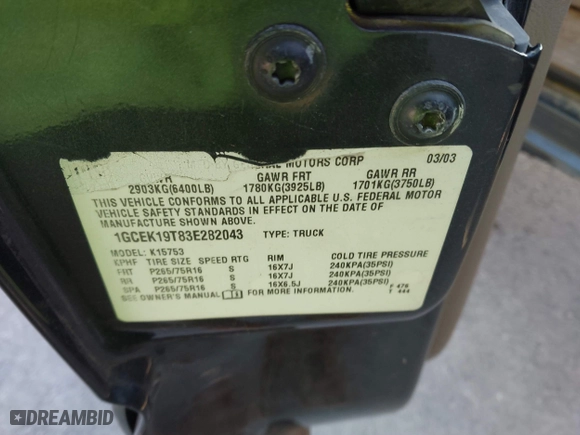 MOTORS CORP 03/03
GAWR FRT GAWR RR
2903KG(6400LB) 1780KG(3925LB) 1701KG(3750LB)
THIS VEHICLE CONFORMS TO ALL APPLICABLE U.S. FEDERAL MOTOR
VEHICLE SAFETY STANDARDS IN EFFECT ON THE DATE OF
MANUFACTURE SHOWN ABOVE.
1GCEK19T83E282043 TYPE: TRUCK
MODEL: K15753
KPHF TIRE SIZE SPEED RTG RIM COLD TIRE PRESSURE
FRT P265/75R16 S 16X7J 240KPA(35PSI)
RR P265/75R16 S 16X7J 240KPA(35PSI)
SPA P265/75R16 S 16X6.5J 240KPA(35PSI)
SEE OWNER'S MANUAL FOR MORE INFORMATION.
F 476
T 444
DREAMBID